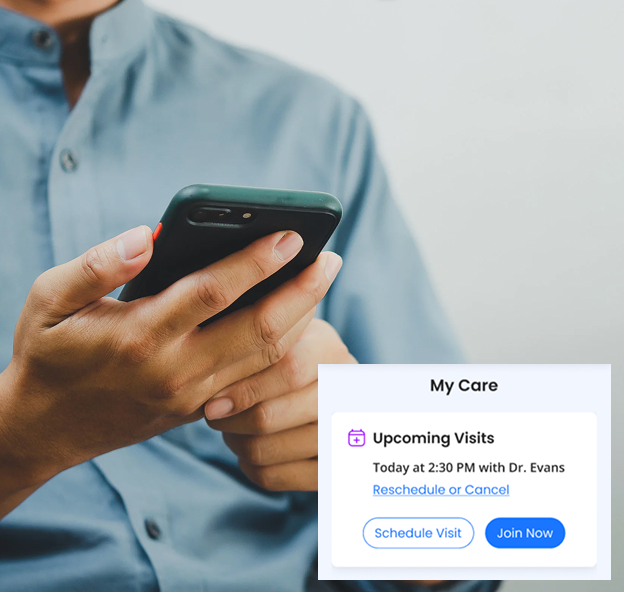 My Care
Upcoming Visits
Today at 2:30 PM with Dr. Evans
Reschedule or Cancel
Schedule Visit
Join Now